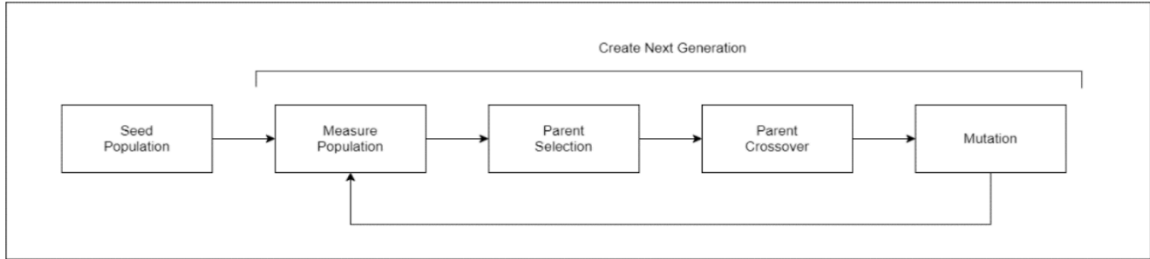 Create Next Generation
Seed
Population
Measure
Population
Parent
Selection
Parent
Crossover
Mutation